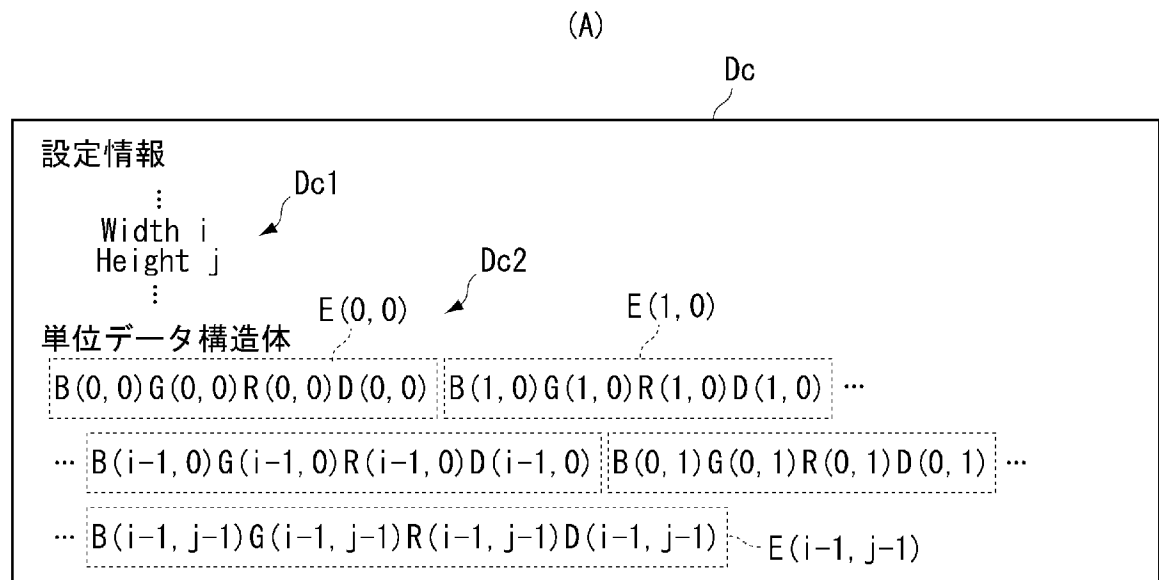 (A)
Dc
設定情報
⋮
Dc1
Width i
Height j
⋮
Dc2
E(0,0)
E(1,0)
単位データ構造体
B(0,0)G(0,0)R(0,0)D(0,0) B(1,0)G(1,0)R(1,0)D(1,0) …
… B(i-1,0)G(i-1,0)R(i-1,0)D(i-1,0) B(0,1)G(0,1)R(0,1)D(0,1) …
… B(i-1,j-1)G(i-1,j-1)R(i-1,j-1)D(i-1,j-1)
E(i-1,j-1)